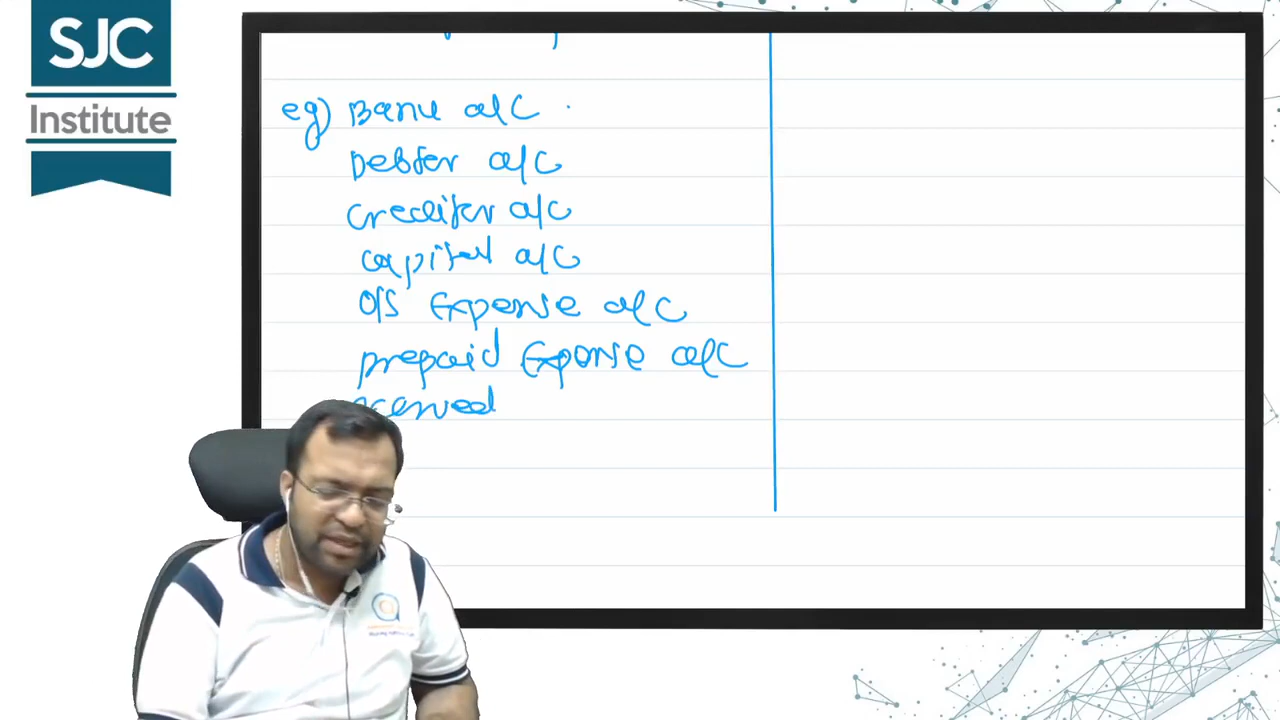 SJC
Institute
eg) Bank a/c
Debtor a/c
creditor a/c
capital a/c
O/S Expense a/c
prepaid Expense a/c